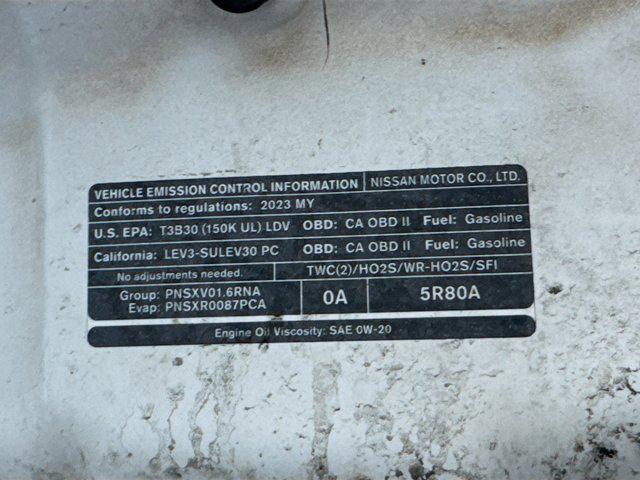 VEHICLE EMISSION CONTROL INFORMATION NISSAN MOTOR CO., LTD.
Conforms to regulations: 2023 MY
U.S. EPA: T3B30 (150K UL) LDV OBD: CA OBD II Fuel: Gasoline
California: LEV3-SULEV30 PC OBD: CA OBD II Fuel: Gasoline
No adjustments needed. TWC(2)/HO2S/WR-HO2S/SFI
Group: PNSXV01.6RNA 0A 5R80A
Evap: PNSXR0087PCA
Engine Oil Viscosity: SAE 0W-20